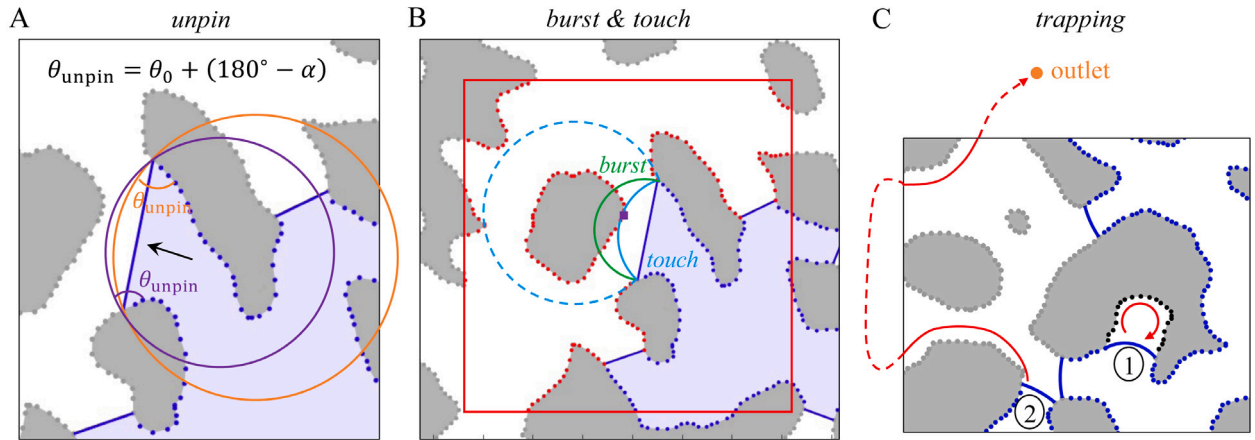 A
unpin
B
burst & touch
C
trapping
θunpin = θ0 + (180° − α)
outlet
burst
θunpin
touch
θunpin
1
2